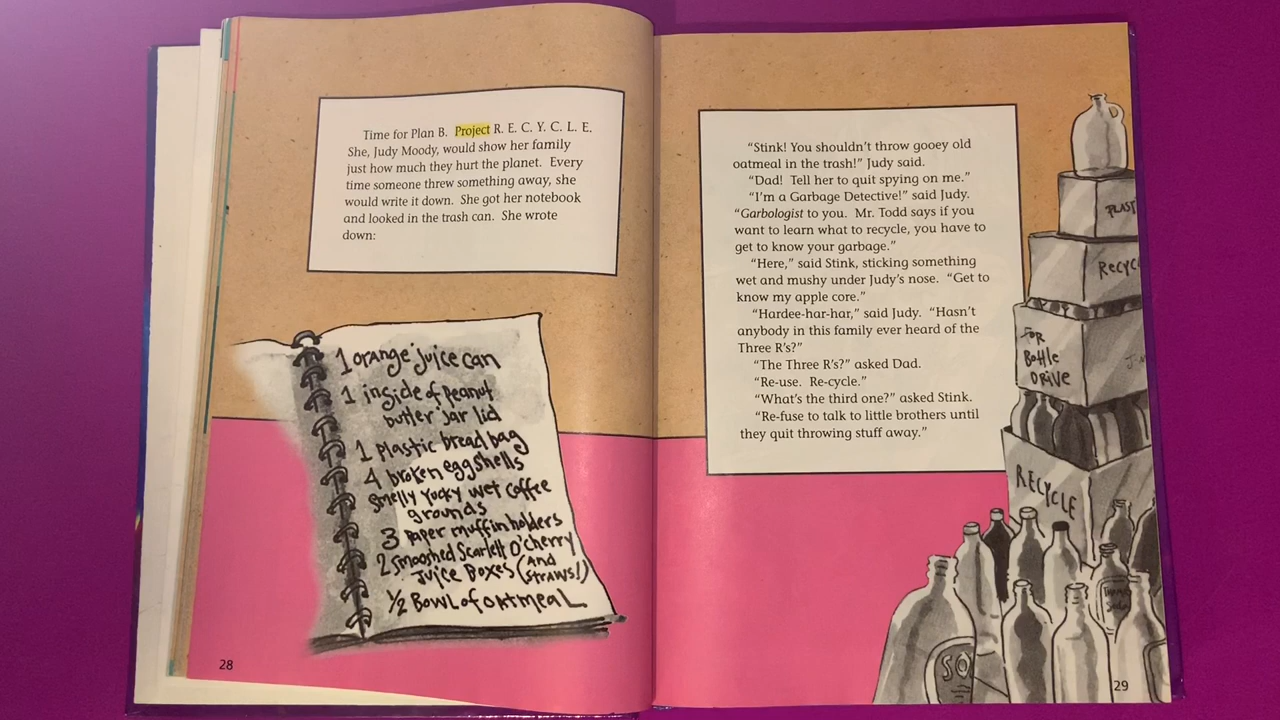 Time for Plan B. Project R. E. C. Y. C. L. E.
She, Judy Moody, would show her family
just how much they hurt the planet. Every
time someone threw something away, she
would write it down. She got her notebook
and looked in the trash can. She wrote
down:
1 orange juice can
1 inside of peanut
butter jar lid
1 plastic bread bag
4 broken eggshells
Smelly yucky wet coffee
grounds
3 paper muffin holders
2 smooshed Scarlett O'Cherry
Juice Boxes (And
STRAWS!)
1/2 Bowl of oatmeal
28
“Stink! You shouldn’t throw gooey old
oatmeal in the trash!” Judy said.
“Dad! Tell her to quit spying on me.”
“I’m a Garbage Detective!” said Judy.
“Garbologist to you. Mr. Todd says if you
want to learn what to recycle, you have to
get to know your garbage.”
“Here,” said Stink, sticking something
wet and mushy under Judy’s nose. “Get to
know my apple core.”
“Hardee-har-har,” said Judy. “Hasn’t
anybody in this family ever heard of the
Three R’s?”
“The Three R’s?” asked Dad.
“Re-use. Re-cycle.”
“What’s the third one?” asked Stink.
“Re-fuse to talk to little brothers until
they quit throwing stuff away.”
PLAST
RECYCL
FOR
Bottle
DRIVE
RECYCLE
SO
29